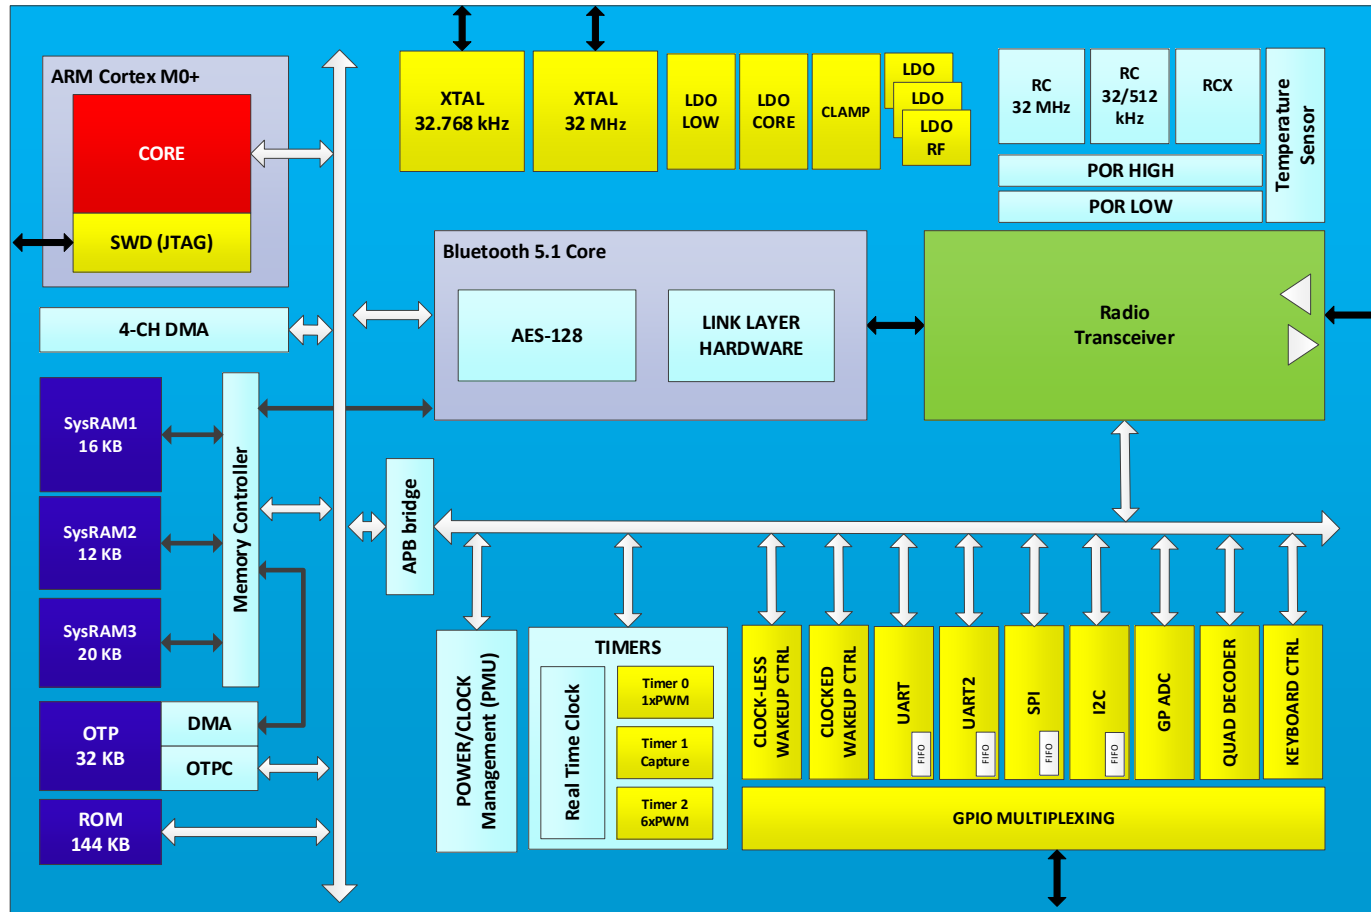 ARM Cortex M0+
CORE
SWD (JTAG)
4-CH DMA
SysRAM1
16 KB
SysRAM2
12 KB
SysRAM3
20 KB
Memory Controller
OTP
32 KB
DMA
OTPC
ROM
144 KB
XTAL
32.768 kHz
XTAL
32 MHz
LDO
LOW
LDO
CORE
CLAMP
LDO
LDO
LDO
RF
RC
32 MHz
RC
32/512
kHz
RCX
POR HIGH
POR LOW
Temperature
Sensor
Bluetooth 5.1 Core
AES-128
LINK LAYER
HARDWARE
Radio
Transceiver
APB bridge
POWER/CLOCK
Management (PMU)
TIMERS
Real Time Clock
Timer 0
1xPWM
Timer 1
Capture
Timer 2
6xPWM
CLOCK-LESS
WAKEUP CTRL
CLOCKED
WAKEUP CTRL
UART
FIFO
UART2
FIFO
SPI
FIFO
I2C
FIFO
GP ADC
QUAD DECODER
KEYBOARD CTRL
GPIO MULTIPLEXING